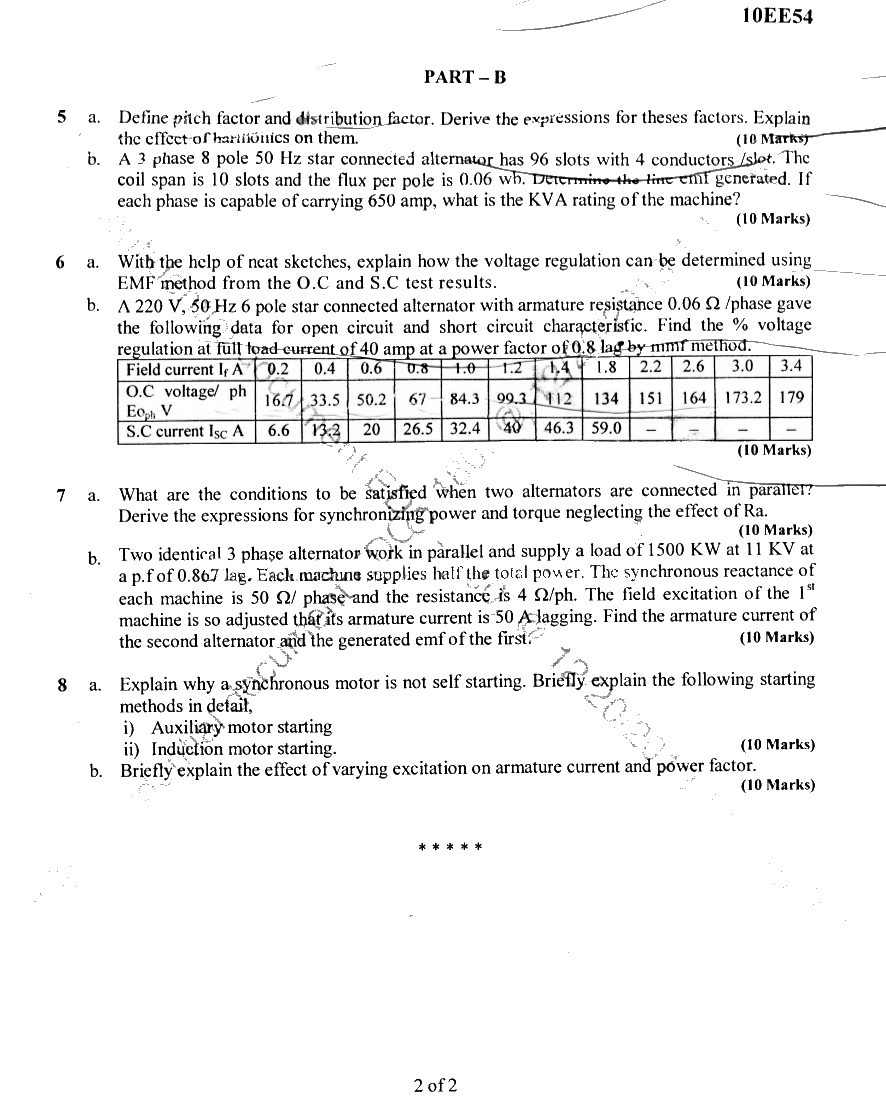 10EE54
PART – B
5 a. Define pitch factor and distribution factor. Derive the expressions for theses factors. Explain
the effect of harmonics on them. (10 Marks)
b. A 3 phase 8 pole 50 Hz star connected alternator has 96 slots with 4 conductors /slot. The
coil span is 10 slots and the flux per pole is 0.06 wb. Determine the line emf generated. If
each phase is capable of carrying 650 amp, what is the KVA rating of the machine?
(10 Marks)
6 a. With the help of neat sketches, explain how the voltage regulation can be determined using
EMF method from the O.C and S.C test results. (10 Marks)
b. A 220 V, 50 Hz 6 pole star connected alternator with armature resistance 0.06 Ω /phase gave
the following data for open circuit and short circuit characteristic. Find the % voltage
regulation at full load current of 40 amp at a power factor of 0.8 lag by mmf method.
Field current If A 0.2 0.4 0.6 0.8 1.0 1.2 1.4 1.8 2.2 2.6 3.0 3.4
O.C voltage/ ph
Eoph V 16.7 33.5 50.2 67 84.3 99.3 112 134 151 164 173.2 179
S.C current ISC A 6.6 13.2 20 26.5 32.4 40 46.3 59.0 – – – –
(10 Marks)
7 a. What are the conditions to be satisfied when two alternators are connected in parallel?
Derive the expressions for synchronizing power and torque neglecting the effect of Ra.
(10 Marks)
b. Two identical 3 phase alternator work in parallel and supply a load of 1500 KW at 11 KV at
a p.f of 0.867 lag. Each machine supplies half the total power. The synchronous reactance of
each machine is 50 Ω/ phase and the resistance is 4 Ω/ph. The field excitation of the 1st
machine is so adjusted that its armature current is 50 A lagging. Find the armature current of
the second alternator and the generated emf of the first. (10 Marks)
8 a. Explain why a synchronous motor is not self starting. Briefly explain the following starting
methods in detail,
i) Auxiliary motor starting
ii) Induction motor starting. (10 Marks)
b. Briefly explain the effect of varying excitation on armature current and power factor.
(10 Marks)
* * * * *
2 of 2